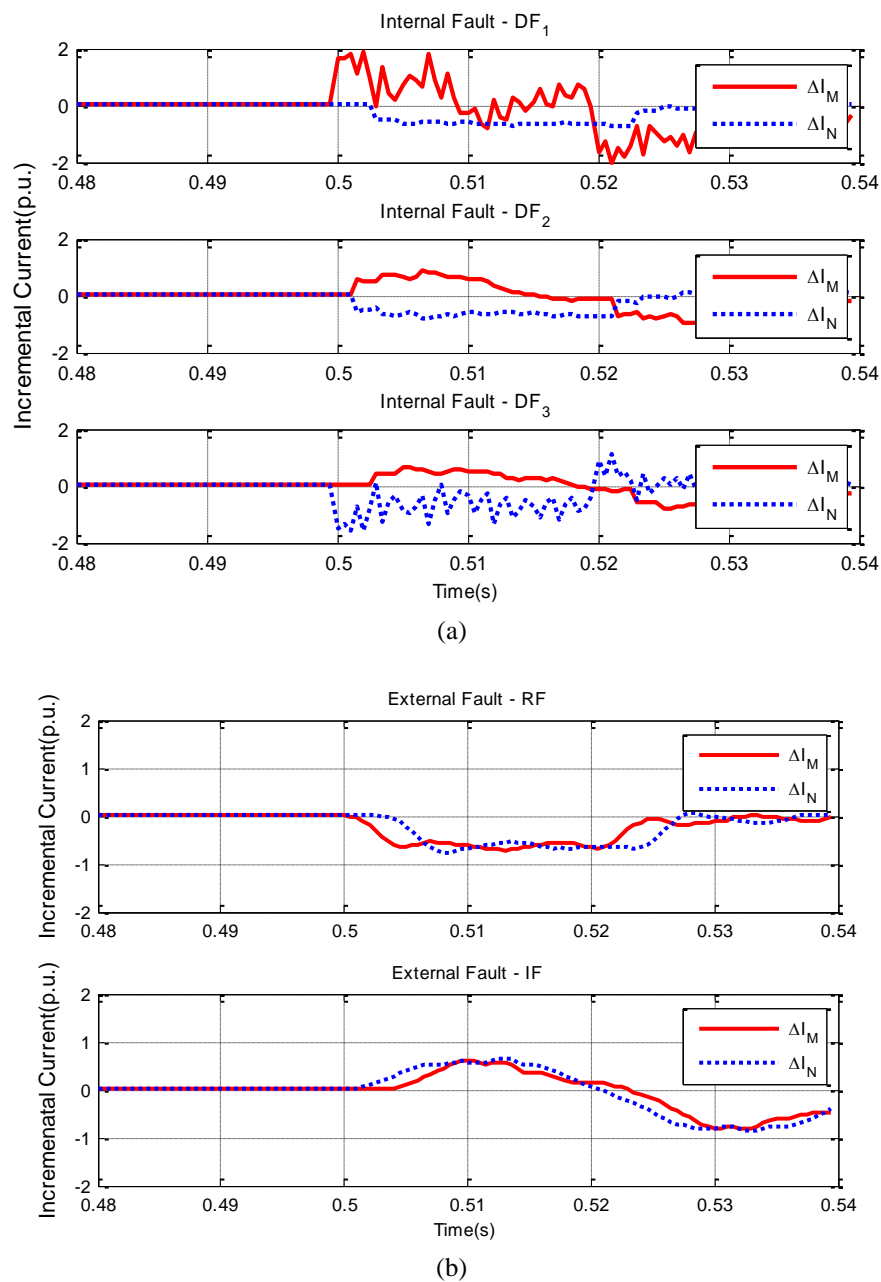 Internal Fault - DF1
Incremental Current(p.u.)
2
0
-2
0.48 0.49 0.5 0.51 0.52 0.53 0.54
ΔIM
ΔIN
Internal Fault - DF2
2
0
-2
0.48 0.49 0.5 0.51 0.52 0.53 0.54
ΔIM
ΔIN
Internal Fault - DF3
2
0
-2
0.48 0.49 0.5 0.51 0.52 0.53 0.54
ΔIM
ΔIN
Time(s)
(a)
External Fault - RF
Incremental Current(p.u.)
2
1
0
-1
-2
0.48 0.49 0.5 0.51 0.52 0.53 0.54
ΔIM
ΔIN
External Fault - IF
Incremenatal Current(p.u.)
2
1
0
-1
-2
0.48 0.49 0.5 0.51 0.52 0.53 0.54
ΔIM
ΔIN
Time(s)
(b)